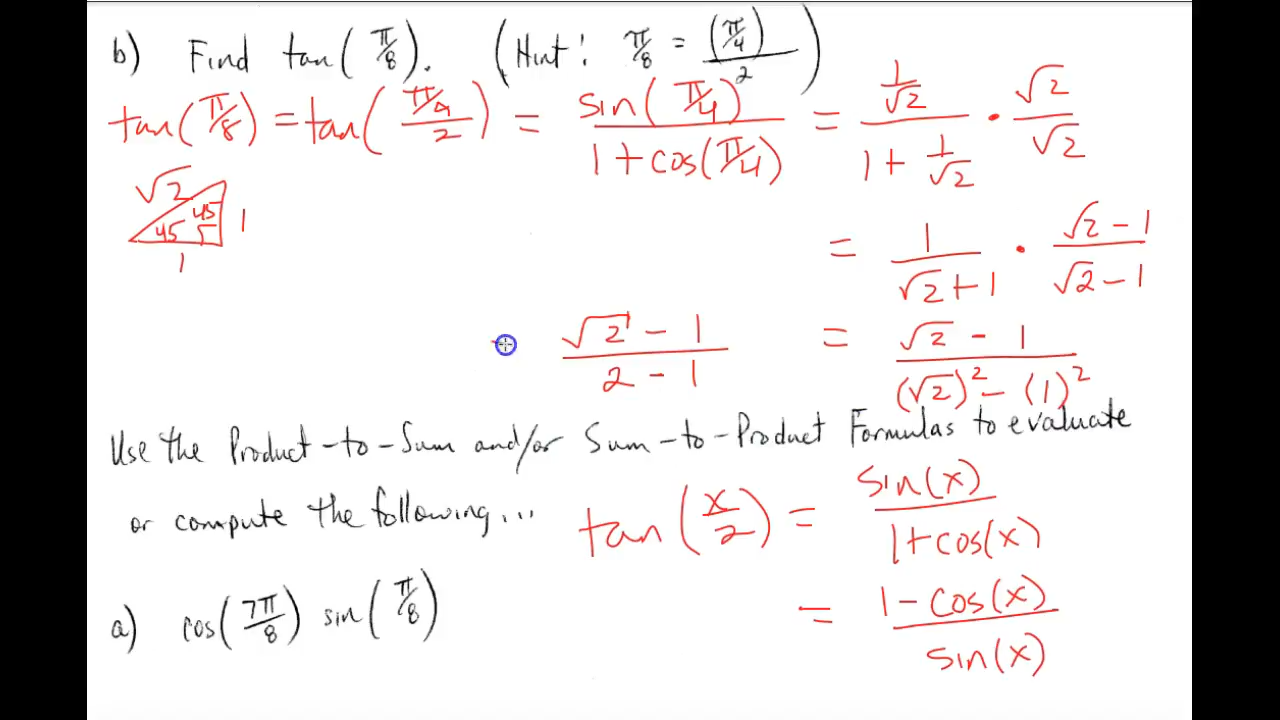 b) Find tan(π/8). (Hint: π/8 = (π/4)/2)
tan(π/8) = tan((π/4)/2) = sin(π/4)/(1 + cos(π/4)) = (1/√2)/(1 + 1/√2) • √2/√2
√2 45 45 5 1 1
= 1/(√2 + 1) • (√2 - 1)/(√2 - 1)
(√2 - 1)/(2 - 1) = (√2 - 1)/((√2)² - (1)²)
Use the Product-to-Sum and/or Sum-to-Product Formulas to evaluate
or compute the following...
tan(x/2) = sin(x)/(1+cos(x))
= (1 - cos(x))/sin(x)
a) cos(7π/8) sin(π/8)